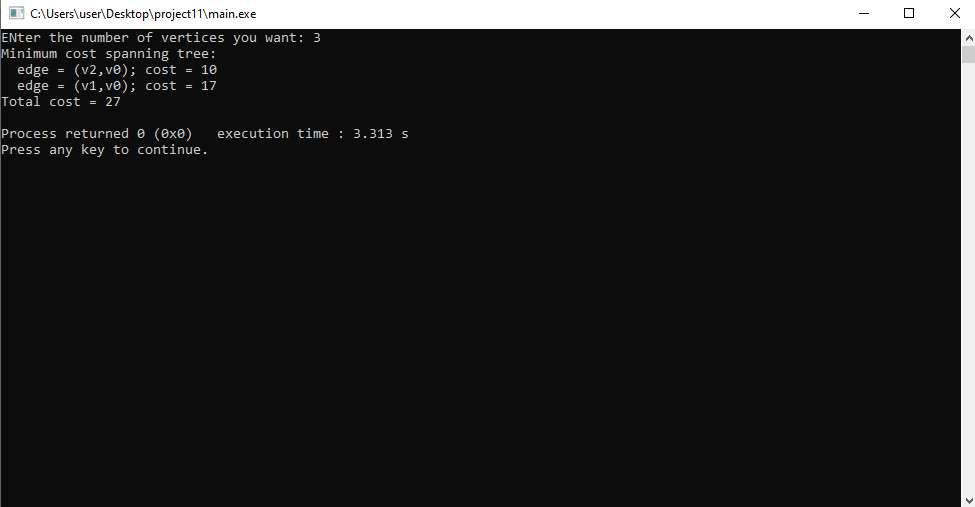 C:\Users\user\Desktop\project11\main.exe
ENter the number of vertices you want: 3
Minimum cost spanning tree:
  edge = (v2,v0); cost = 10
  edge = (v1,v0); cost = 17
Total cost = 27

Process returned 0 (0x0)   execution time : 3.313 s
Press any key to continue.